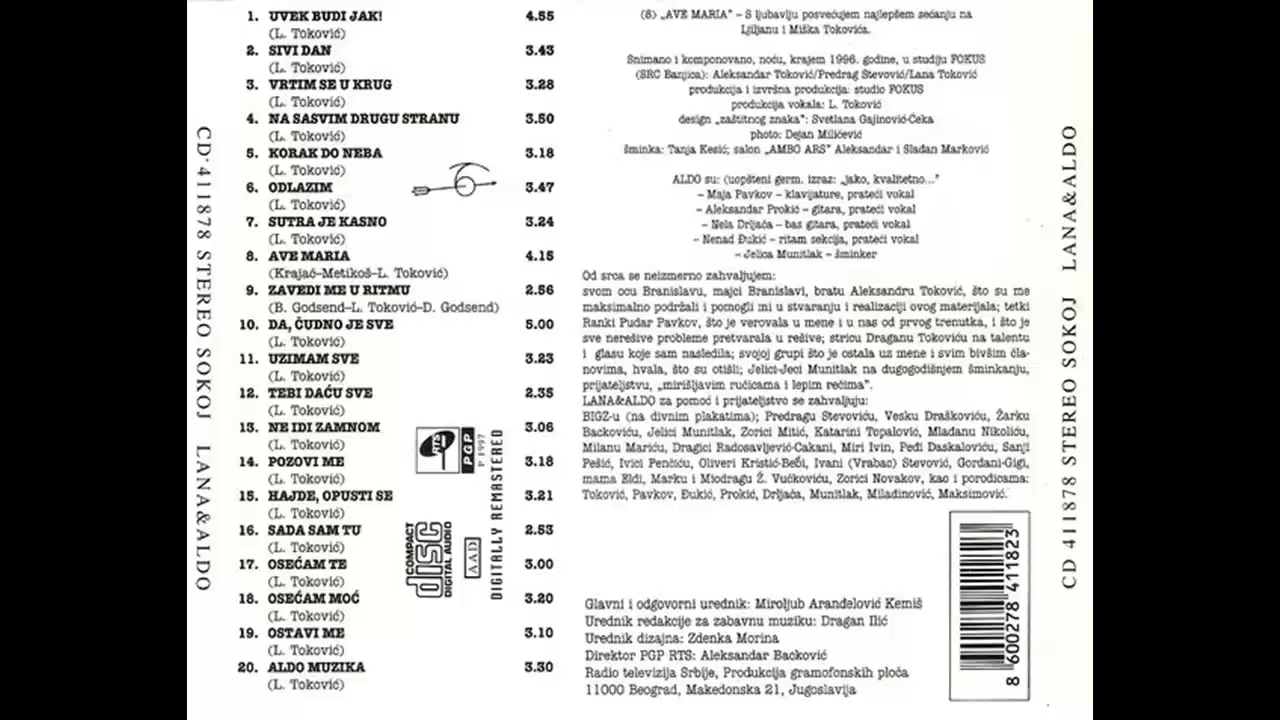 1. UVEK BUDI JAK! 4.55
(L. Toković)
2. SIVI DAN 3.43
(L. Toković)
3. VRTIM SE U KRUG 3.28
(L. Toković)
4. NA SASVIM DRUGU STRANU 3.50
(L. Toković)
5. KORAK DO NEBA 3.18
(L. Toković)
6. ODLAZIM 3.47
(L. Toković)
7. SUTRA JE KASNO 3.24
(L. Toković)
8. AVE MARIA 4.15
(Krajač-Metikoš-L. Toković)
9. ZAVEDI ME U RITMU 2.56
(B. Godsend-L. Toković-D. Godsend)
10. DA, ČUDNO JE SVE 5.00
(L. Toković)
11. UZIMAM SVE 3.23
(L. Toković)
12. TEBI DAĆU SVE 2.35
(L. Toković)
13. NE IDI ZAMNOM 3.06
(L. Toković)
14. POZOVI ME 3.18
(L. Toković)
15. HAJDE, OPUSTI SE 3.21
(L. Toković)
16. SADA SAM TU 2.53
(L. Toković)
17. OSEĆAM TE 3.00
(L. Toković)
18. OSEĆAM MOĆ 3.20
(L. Toković)
19. OSTAVI ME 3.10
(L. Toković)
20. ALDO MUZIKA 3.30
(L. Toković)
CD 411878 STEREO SOKOJ LANA&ALDO
RTS PGP
P 1997
COMPACT
disc
DIGITAL AUDIO
AAD
DIGITALLY REMASTERED
(8) „AVE MARIA" – S ljubavlju posvećujem najlepšem sećanju na
Ljiljanu i Miška Tokovića.
Snimano i komponovano, noću, krajem 1996. godine, u studiju FOKUS
(SRC Banjica): Aleksandar Toković/Predrag Stevović/Lana Toković
produkcija i izvršna produkcija: studio FOKUS
produkcija vokala: L. Toković
design „zaštitnog znaka": Svetlana Gajinović-Ćeka
photo: Dejan Milićević
šminka: Tanja Kesić; salon „AMBO ARS" Aleksandar i Slađan Marković
ALDO su: (uopšteni germ. izraz: „jako, kvalitetno..."
– Maja Pavkov – klavijature, prateći vokal
– Aleksandar Prokić – gitara, prateći vokal
– Nela Drljača – bas gitara, prateći vokal
– Nenad Đukić – ritam sekcija, prateći vokal
– Jelica Munitlak – šminker
Od srca se neizmerno zahvaljujem:
svom ocu Branislavu, majci Branislavi, bratu Aleksandru Toković, što su me
maksimalno podržali i pomogli mi u stvaranju i realizaciji ovog materijala; tetki
Ranki Pudar Pavkov, što je verovala u mene i u nas od prvog trenutka, i što je
sve nerešive probleme pretvarala u rešive; stricu Draganu Tokoviću na talentu
i glasu koje sam nasledila; svojoj grupi što je ostala uz mene i svim bivšim čla-
novima, hvala, što su otišli; Jelici-Jeci Munitlak na dugogodišnjem šminkanju,
prijateljstvu, „mirišljavim ručicama i lepim rečima".
LANA&ALDO za pomoć i prijateljstvo se zahvaljuju:
BIGZ-u (na divnim plakatima); Predragu Stevoviću, Vesku Draškoviću, Žarku
Backoviću, Jelici Munitlak, Zorici Mitić, Katarini Topalović, Mlađanu Nikoliću,
Milanu Mariću, Dragici Radosavljević-Cakani, Miri Ivin, Peđi Daskaloviću, Sanji
Pešić, Ivici Penčiću, Oliveri Kristić-Bebi, Ivani (Vrabac) Stevović, Gordani-Gigi,
mama Eldi, Marku i Miodragu Ž. Vučkoviću, Zorici Novakov, kao i porodicama:
Toković, Pavkov, Đukić, Prokić, Drljača, Munitlak, Miladinović, Maksimović.
Glavni i odgovorni urednik: Miroljub Aranđelović Kemiš
Urednik redakcije za zabavnu muziku: Dragan Ilić
Urednik dizajna: Zdenka Morina
Direktor PGP RTS: Aleksandar Backović
Radio televizija Srbije, Produkcija gramofonskih ploča
11000 Beograd, Makedonska 21, Jugoslavija
8 600278 411823
CD 411878 STEREO SOKOJ LANA&ALDO